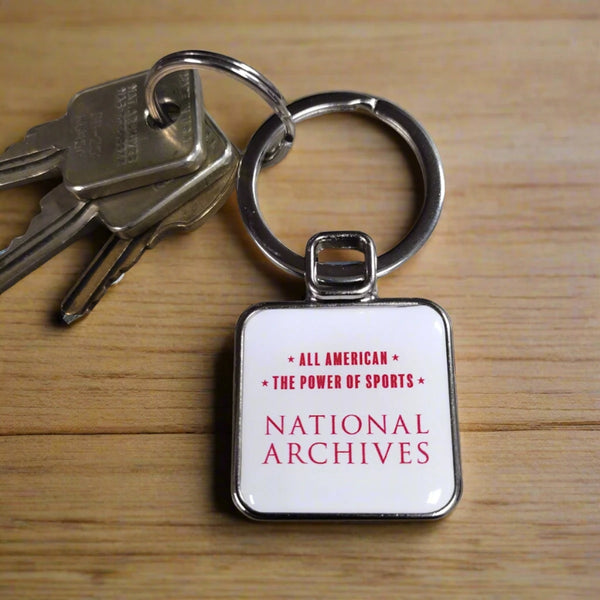 ★ ALL AMERICAN ★
★ THE POWER OF SPORTS ★
NATIONAL
ARCHIVES